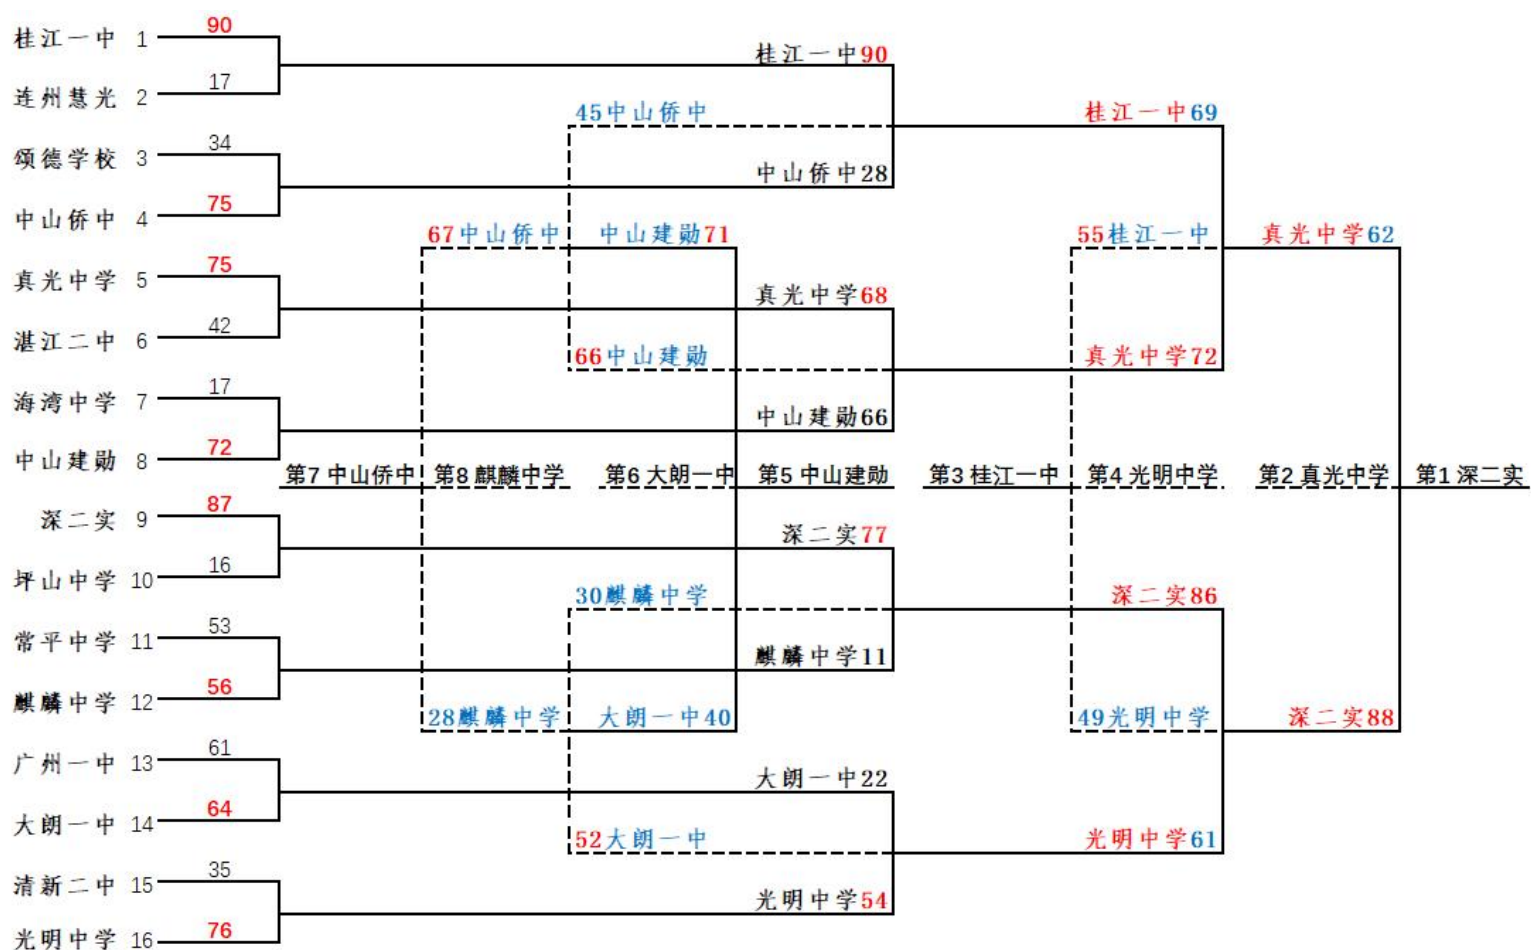 90
桂江一中 1
桂江一中90
17
连州慧光 2
45中山侨中
桂江一中69
34
颂德学校 3
中山侨中28
75
中山侨中 4
67中山侨中
中山建勋71
55桂江一中
真光中学62
75
真光中学 5
真光中学68
42
湛江二中 6
66中山建勋
真光中学72
17
海湾中学 7
中山建勋66
72
中山建勋 8
第7 中山侨中 第8 麒麟中学 第6 大朗一中 第5 中山建勋 第3 桂江一中 第4 光明中学 第2 真光中学 第1 深二实
87
深二实 9
深二实77
16
坪山中学 10
30麒麟中学
深二实86
53
常平中学 11
麒麟中学11
56
麒麟中学 12
28麒麟中学
大朗一中40
49光明中学
深二实88
61
广州一中 13
大朗一中22
64
大朗一中 14
52大朗一中
光明中学61
35
清新二中 15
光明中学54
76
光明中学 16